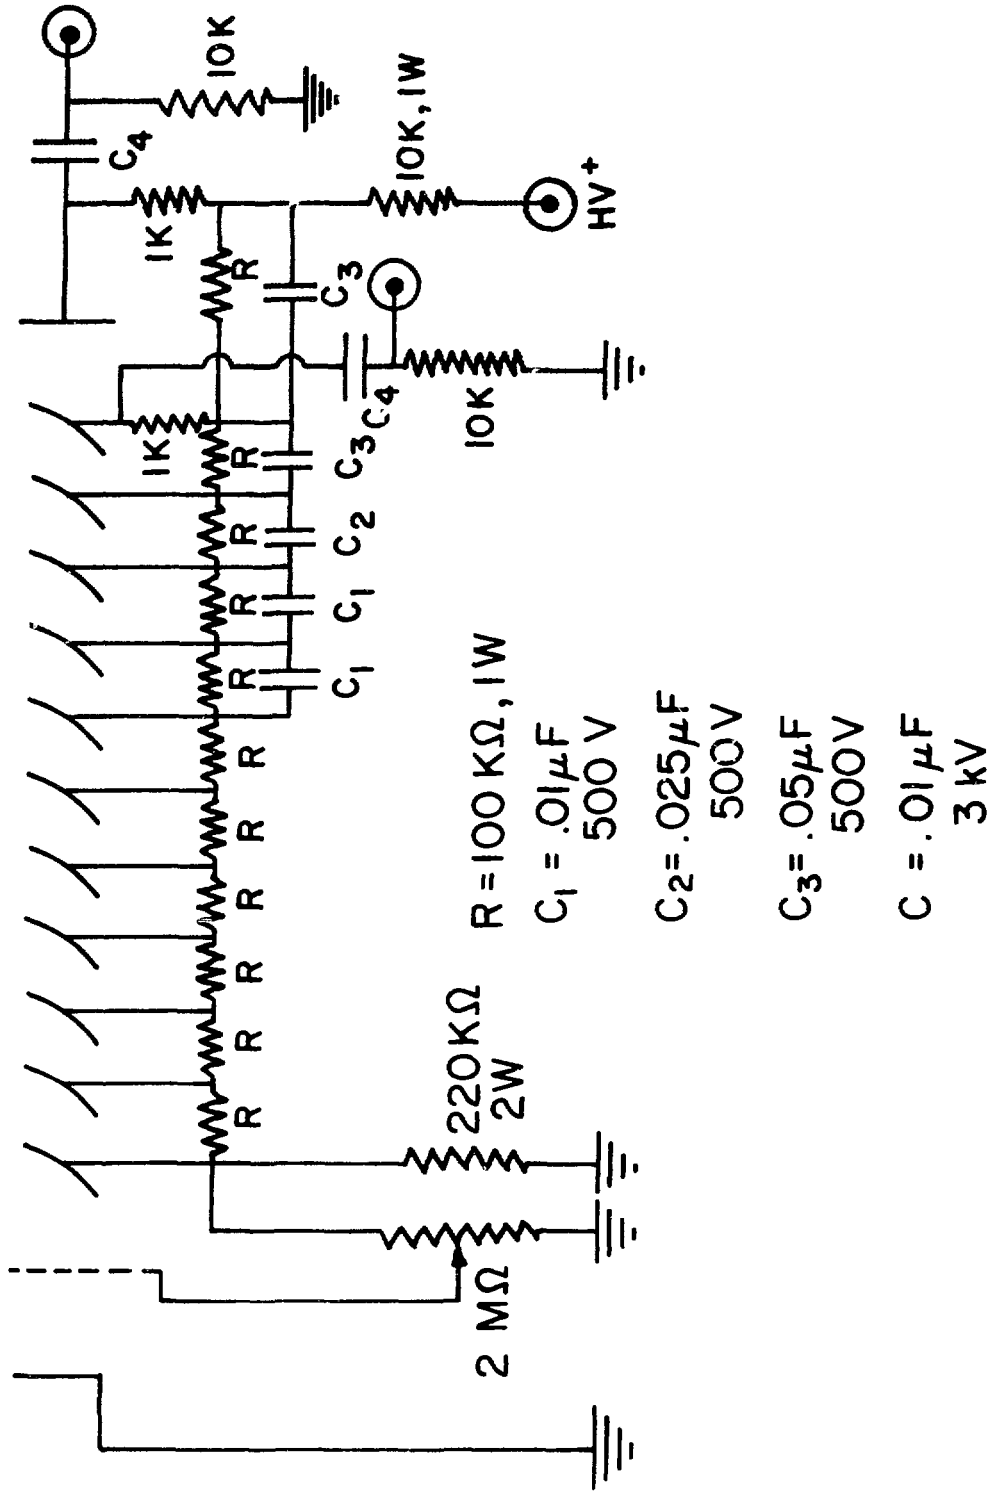 10K
C4
1K
10K, 1W
HV+
R
C3
1K
C4
10K
R
C3
R
C2
R
C1
R
C1
R
R
R
R
R
R
220KΩ
2W
2 MΩ
R = 100 KΩ, 1W
C1 = .01μF
500 V
C2 = .025μF
500V
C3 = .05μF
500V
C = .01μF
3 kV